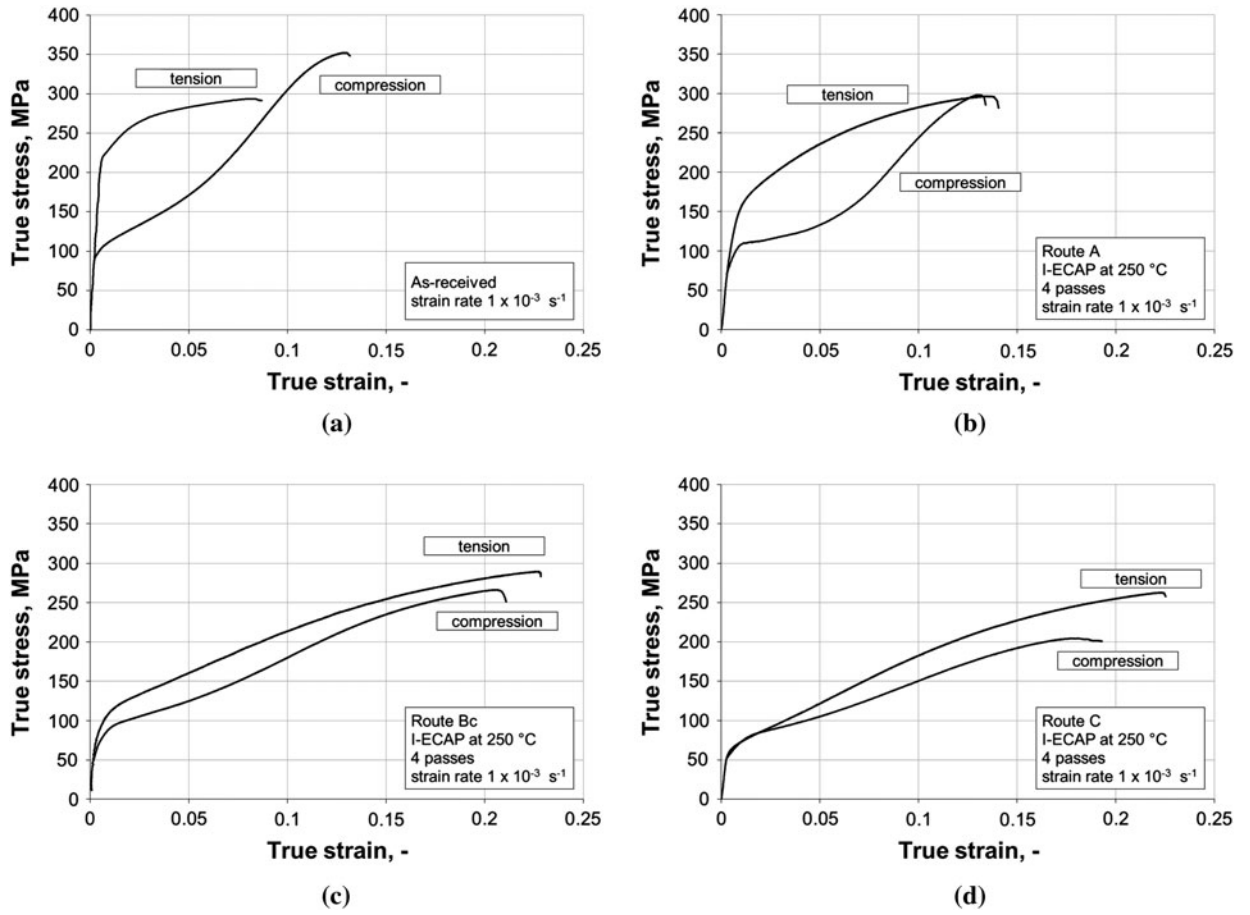 400
350
300
250
200
150
100
50
0
True stress, MPa
tension
compression
As-received
strain rate 1 x 10⁻³ s⁻¹
0 0.05 0.1 0.15 0.2 0.25
True strain, -
(a)
400
350
300
250
200
150
100
50
0
True stress, MPa
tension
compression
Route A
I-ECAP at 250 °C
4 passes
strain rate 1 x 10⁻³ s⁻¹
0 0.05 0.1 0.15 0.2 0.25
True strain, -
(b)
400
350
300
250
200
150
100
50
0
True stress, MPa
tension
compression
Route Bc
I-ECAP at 250 °C
4 passes
strain rate 1 x 10⁻³ s⁻¹
0 0.05 0.1 0.15 0.2 0.25
True strain, -
(c)
400
350
300
250
200
150
100
50
0
True stress, MPa
tension
compression
Route C
I-ECAP at 250 °C
4 passes
strain rate 1 x 10⁻³ s⁻¹
0 0.05 0.1 0.15 0.2 0.25
True strain, -
(d)